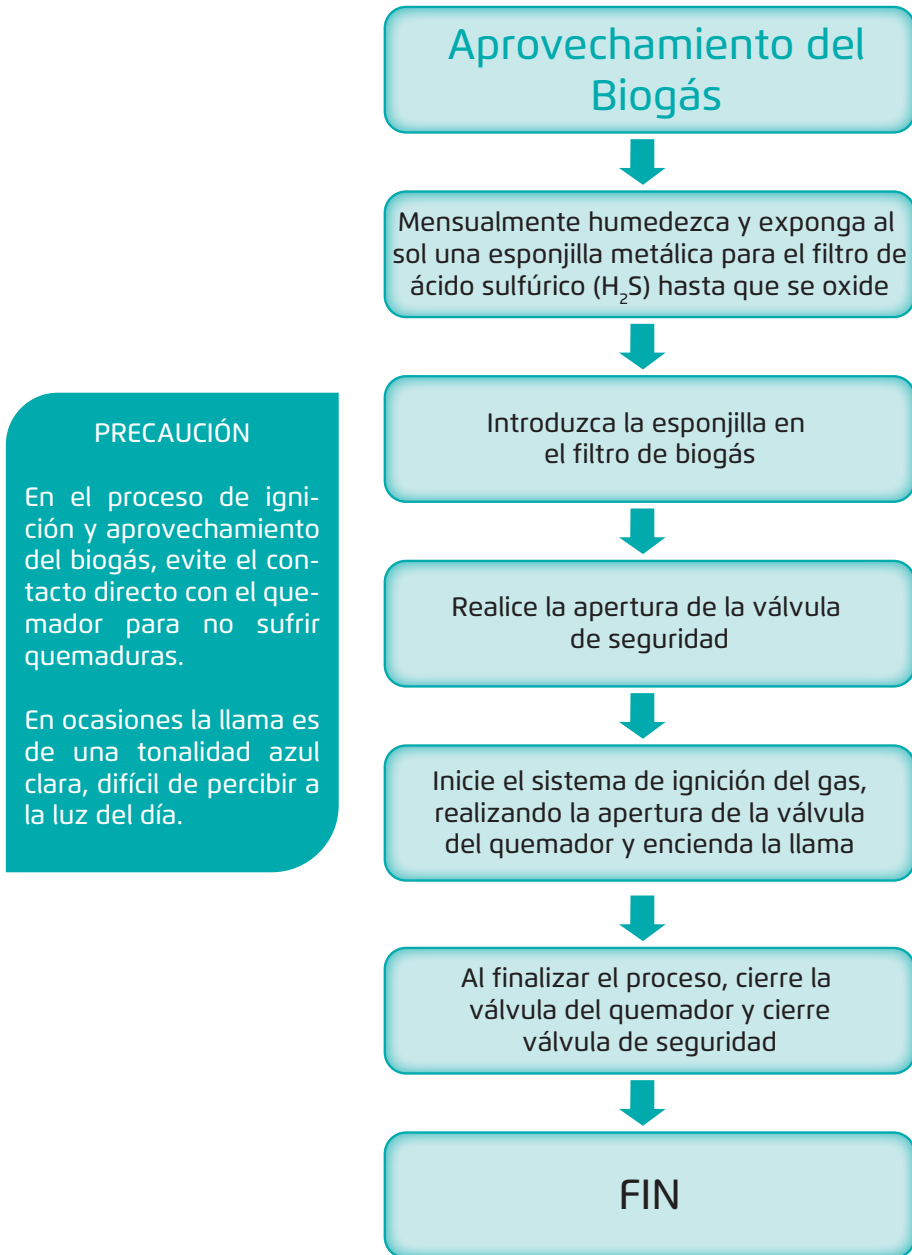 Aprovechamiento del
Biogás
Mensualmente humedezca y exponga al
sol una esponjilla metálica para el filtro de
ácido sulfúrico (H₂S) hasta que se oxide
Introduzca la esponjilla en
el filtro de biogás
Realice la apertura de la válvula
de seguridad
Inicie el sistema de ignición del gas,
realizando la apertura de la válvula
del quemador y encienda la llama
Al finalizar el proceso, cierre la
válvula del quemador y cierre
válvula de seguridad
FIN
PRECAUCIÓN
En el proceso de igni-
ción y aprovechamiento
del biogás, evite el con-
tacto directo con el que-
mador para no sufrir
quemaduras.
En ocasiones la llama es
de una tonalidad azul
clara, difícil de percibir a
la luz del día.